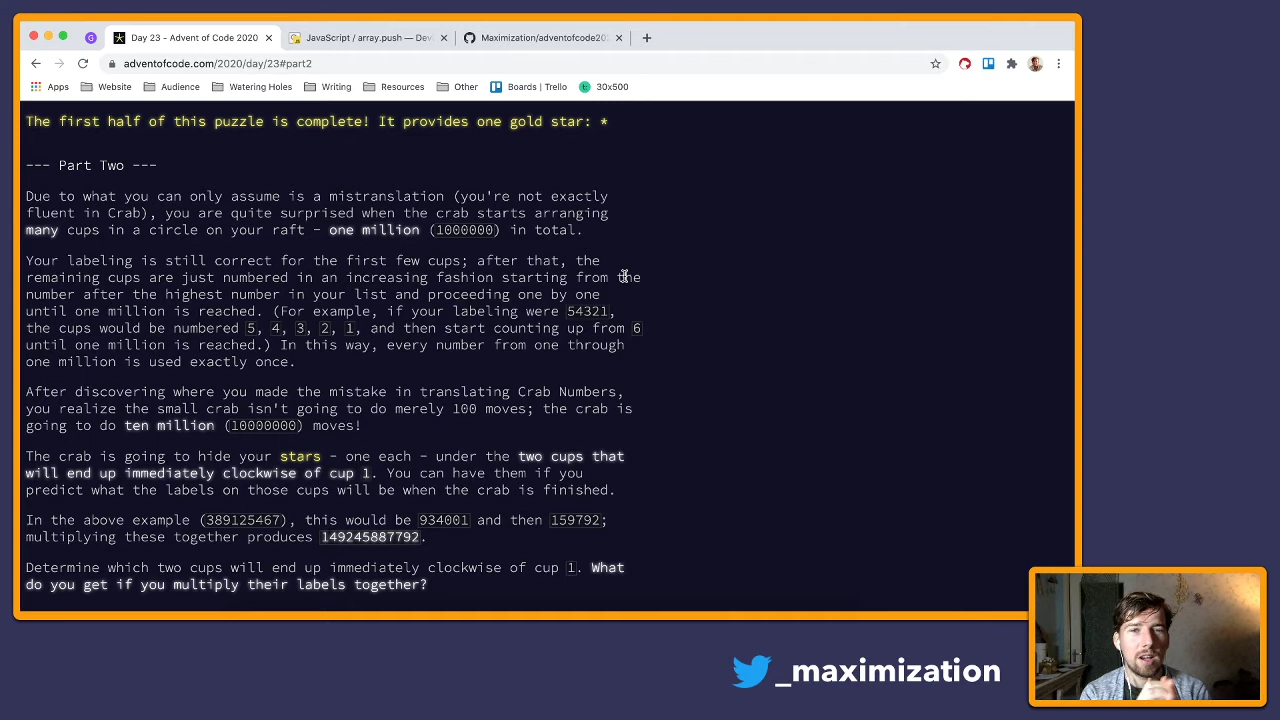 Day 23 - Advent of Code 2020
JavaScript / array.push — Dev
Maximization/adventofcode202
adventofcode.com/2020/day/23#part2
Apps Website Audience Watering Holes Writing Resources Other Boards | Trello 30x500
The first half of this puzzle is complete! It provides one gold star: *
--- Part Two ---
Due to what you can only assume is a mistranslation (you're not exactly
fluent in Crab), you are quite surprised when the crab starts arranging
many cups in a circle on your raft - one million (1000000) in total.
Your labeling is still correct for the first few cups; after that, the
remaining cups are just numbered in an increasing fashion starting from the
number after the highest number in your list and proceeding one by one
until one million is reached. (For example, if your labeling were 54321,
the cups would be numbered 5, 4, 3, 2, 1, and then start counting up from 6
until one million is reached.) In this way, every number from one through
one million is used exactly once.
After discovering where you made the mistake in translating Crab Numbers,
you realize the small crab isn't going to do merely 100 moves; the crab is
going to do ten million (10000000) moves!
The crab is going to hide your stars - one each - under the two cups that
will end up immediately clockwise of cup 1. You can have them if you
predict what the labels on those cups will be when the crab is finished.
In the above example (389125467), this would be 934001 and then 159792;
multiplying these together produces 149245887792.
Determine which two cups will end up immediately clockwise of cup 1. What
do you get if you multiply their labels together?
_maximization